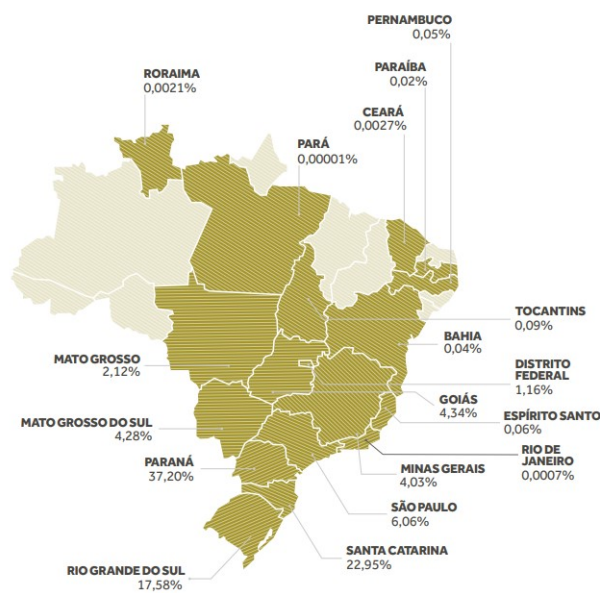 PERNAMBUCO
0,05%
PARAÍBA
0,02%
RORAIMA
0,0021%
CEARÁ
0,0027%
PARÁ
0,00001%
TOCANTINS
0,09%
BAHIA
0,04%
MATO GROSSO
2,12%
DISTRITO
FEDERAL
1,16%
GOIÁS
4,34%
ESPÍRITO SANTO
0,06%
MATO GROSSO DO SUL
4,28%
RIO DE
JANEIRO
0,0007%
PARANÁ
37,20%
MINAS GERAIS
4,03%
SÃO PAULO
6,06%
SANTA CATARINA
22,95%
RIO GRANDE DO SUL
17,58%